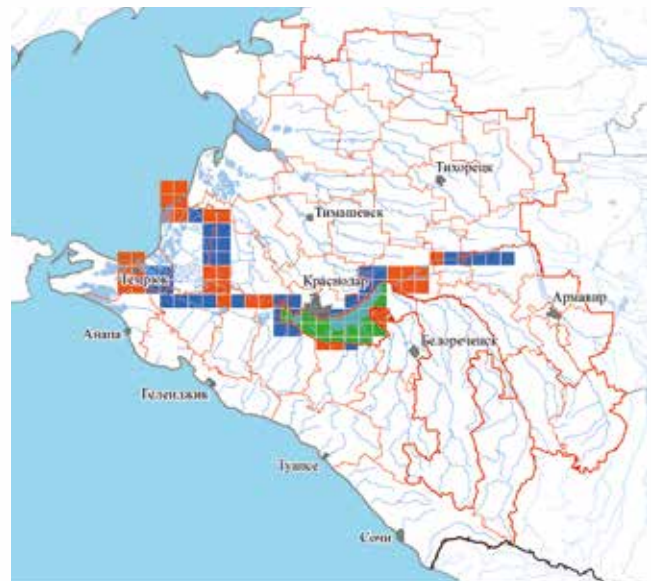 Тихорецк
Тимашевск
Темрюк
Краснодар
Армавир
Анапа
Белореченск
Геленджик
Туапсе
Сочи